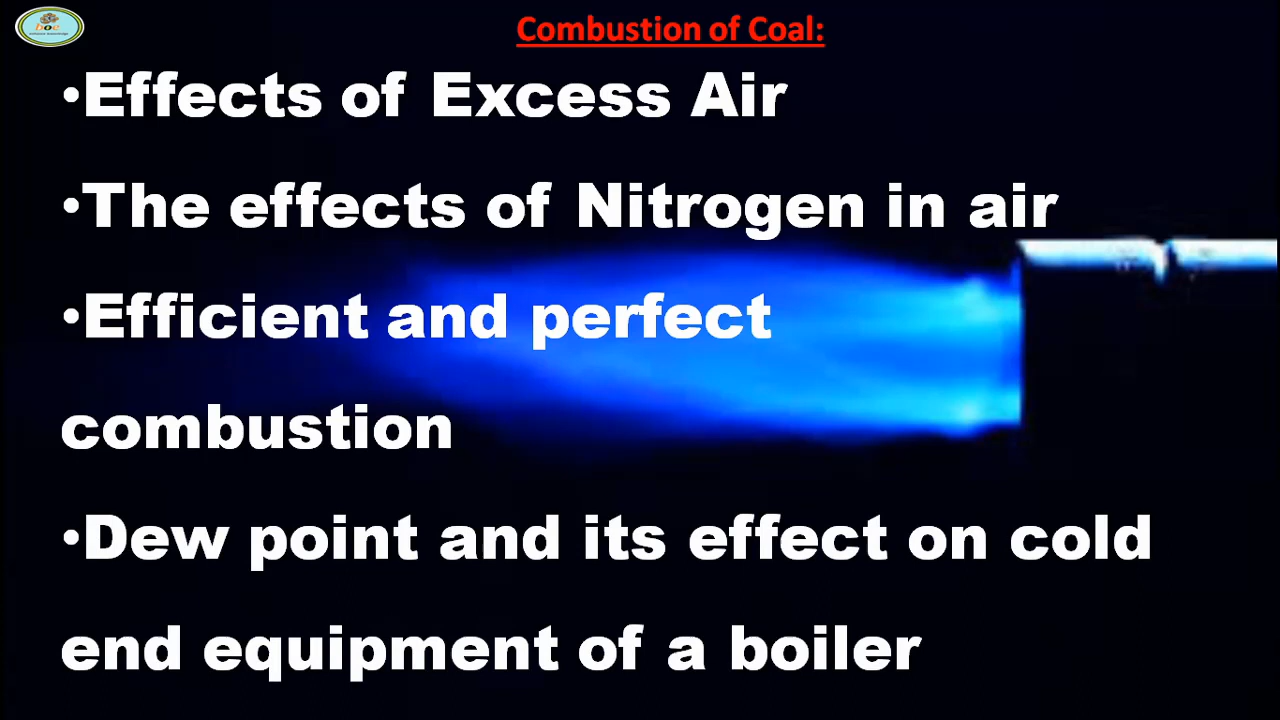 Combustion of Coal:
•Effects of Excess Air
•The effects of Nitrogen in air
•Efficient and perfect
combustion
•Dew point and its effect on cold
end equipment of a boiler